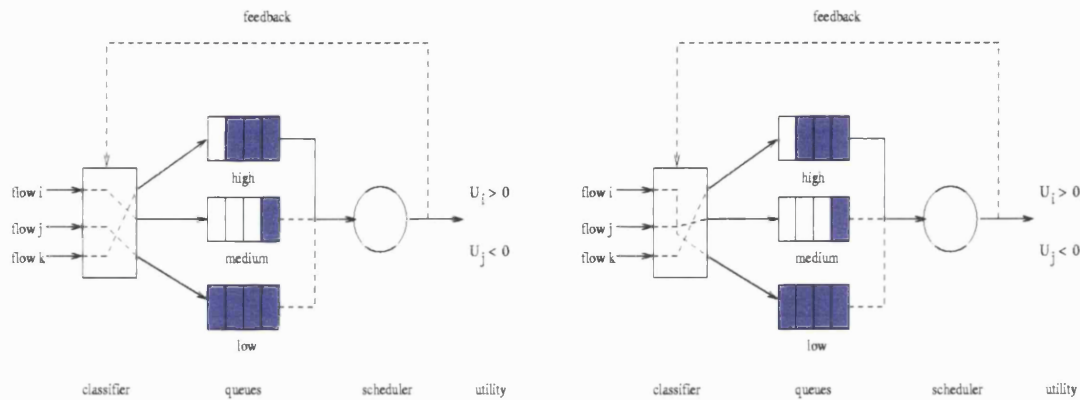 feedback
high
flow i
flow j
flow k
medium
low
U_i > 0
U_j < 0
classifier queues scheduler utility
feedback
high
flow i
flow j
flow k
medium
low
U_i > 0
U_j < 0
classifier queues scheduler utility